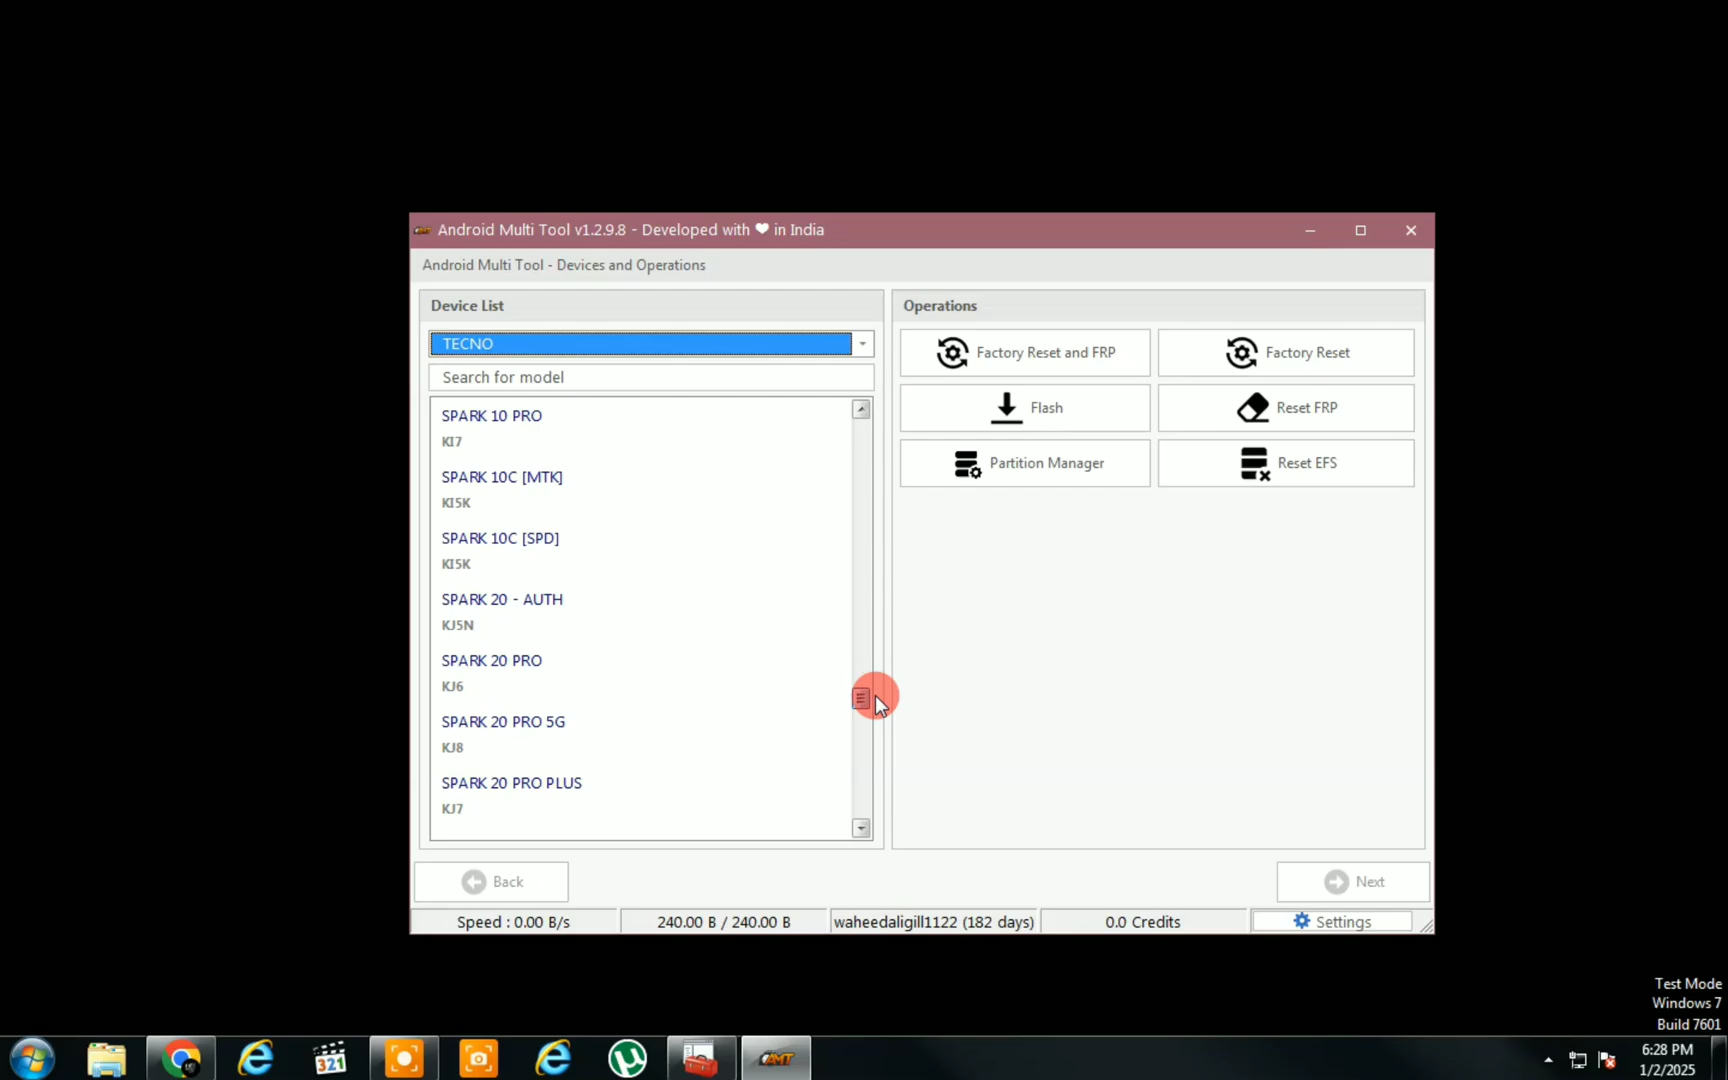 Android Multi Tool v1.2.9.8 - Developed with ❤ in India
Android Multi Tool - Devices and Operations
Device List
TECNO
Search for model
SPARK 10 PRO
KI7
SPARK 10C [MTK]
KI5K
SPARK 10C [SPD]
KI5K
SPARK 20 - AUTH
KJ5N
SPARK 20 PRO
KJ6
SPARK 20 PRO 5G
KJ8
SPARK 20 PRO PLUS
KJ7
Operations
Factory Reset and FRP
Factory Reset
Flash
Reset FRP
Partition Manager
Reset EFS
Back
Next
Speed : 0.00 B/s
240.00 B / 240.00 B
waheedaligill1122 (182 days)
0.0 Credits
Settings
Test Mode
Windows 7
Build 7601
321
AMT
6:28 PM
1/2/2025